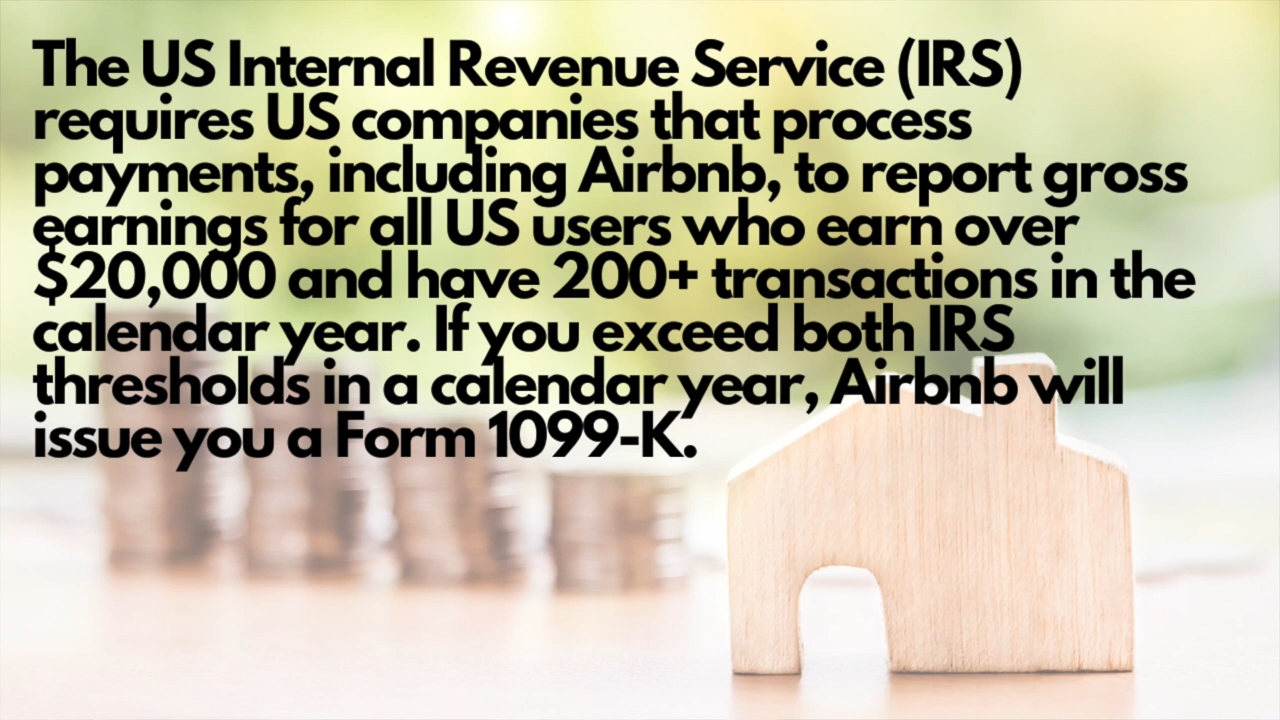 The US Internal Revenue Service (IRS)
requires US companies that process
payments, including Airbnb, to report gross
earnings for all US users who earn over
$20,000 and have 200+ transactions in the
calendar year. If you exceed both IRS
thresholds in a calendar year, Airbnb will
issue you a Form 1099-K.